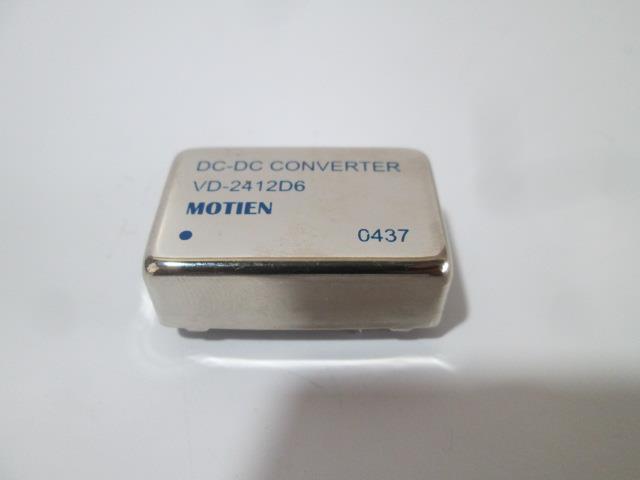 DC-DC CONVERTER
VD-2412D6
MOTIEN
0437